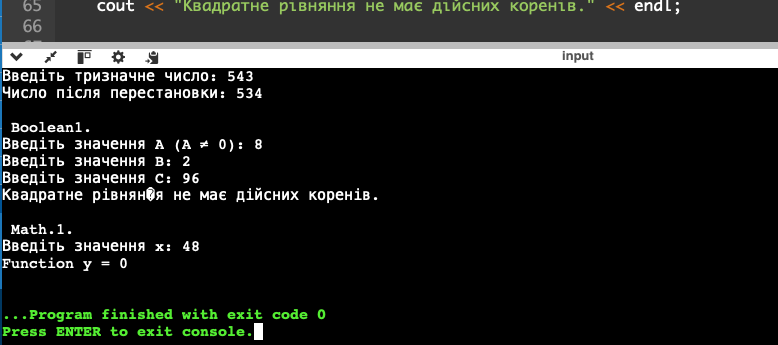 65 cout << "Квадратне рівняння не має дійсних коренів." << endl;
66
input
Введіть тризначне число: 543
Число після перестановки: 534
Boolean1.
Введіть значення A (A ≠ 0): 8
Введіть значення B: 2
Введіть значення C: 96
Квадратне рівнян�я не має дійсних коренів.
Math.1.
Введіть значення x: 48
Function y = 0
...Program finished with exit code 0
Press ENTER to exit console.